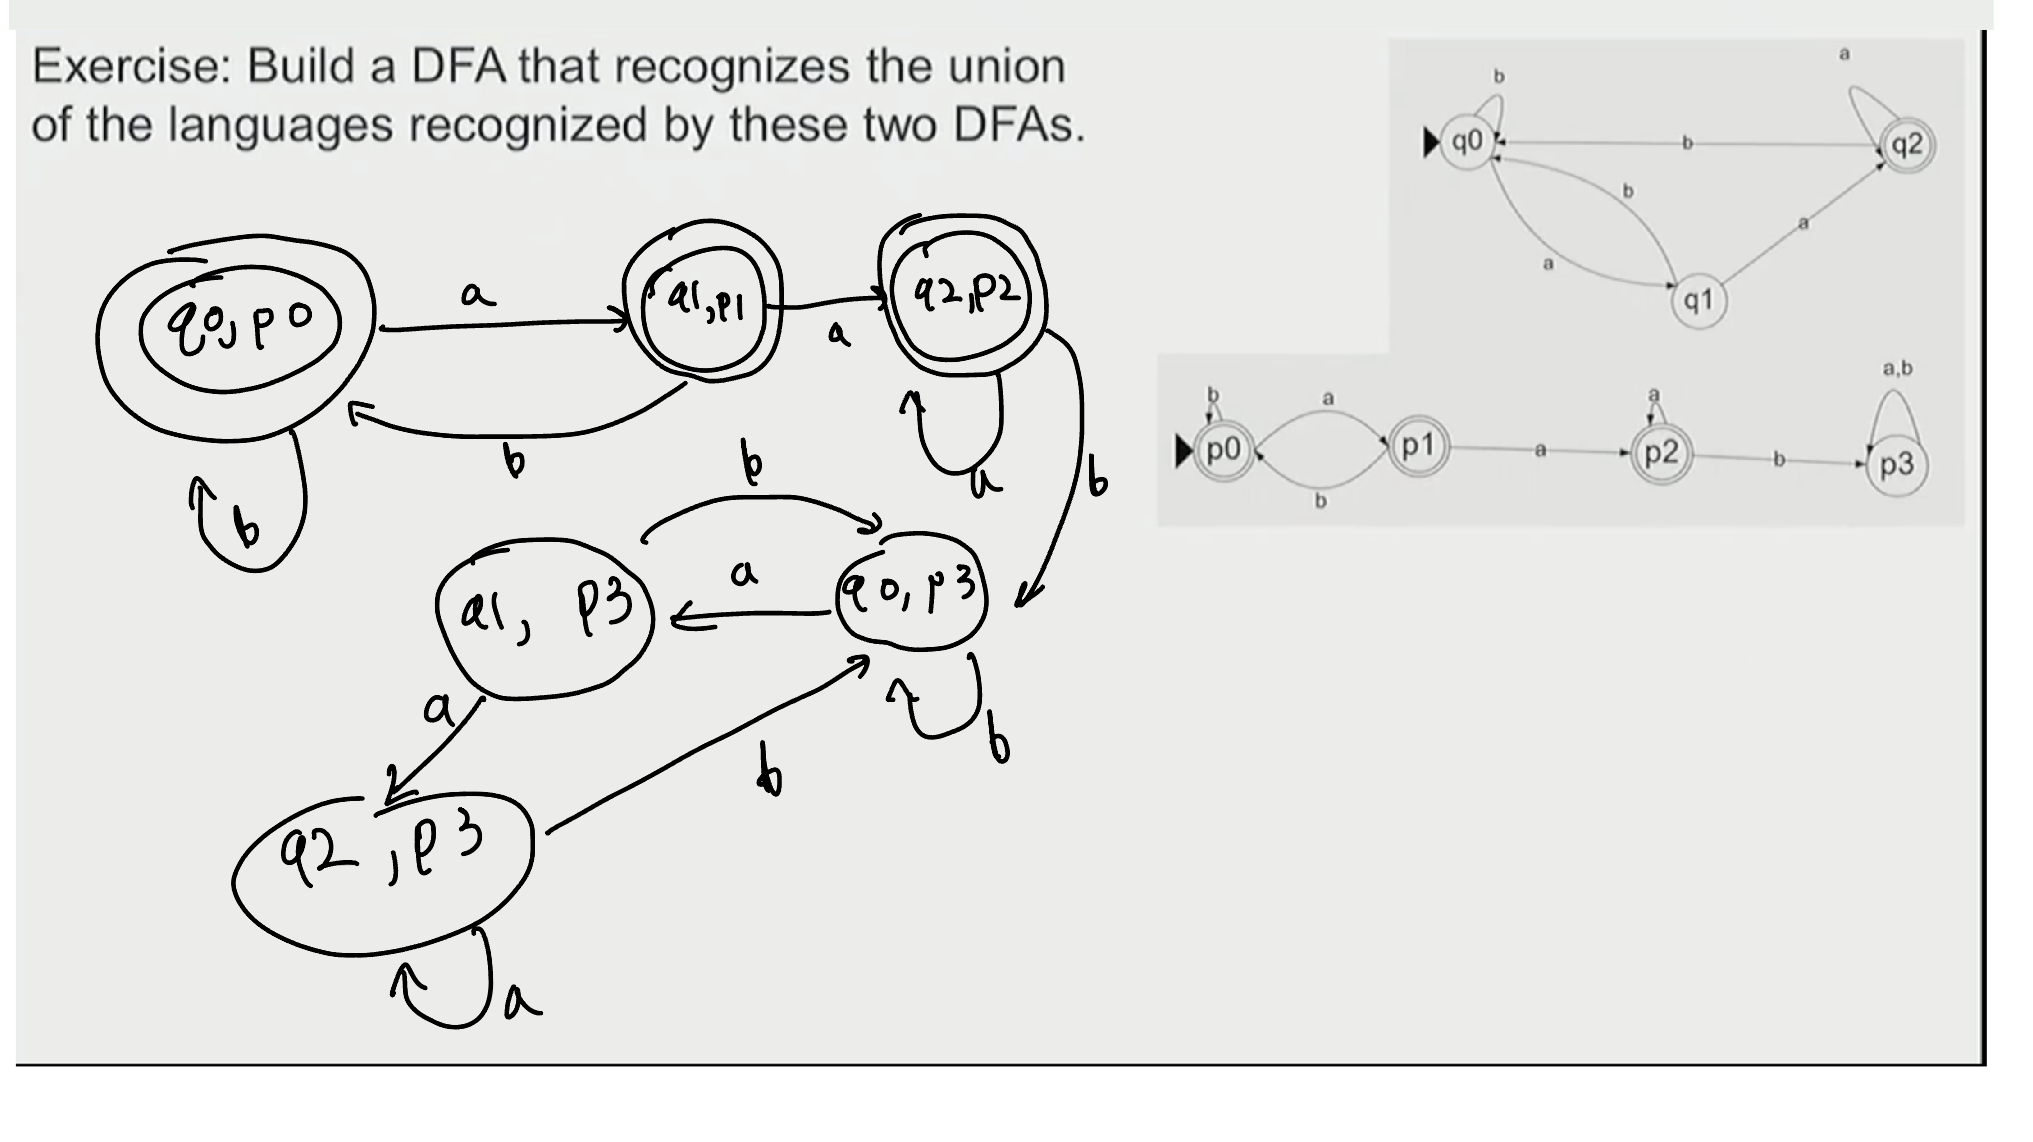 Exercise: Build a DFA that recognizes the union
of the languages recognized by these two DFAs.
b
a
q0
b
q2
b
a
a
q1
a,b
b
a
a
p0
p1
a
p2
b
p3
b
q0, p0
a
q1, p1
a
q2, p2
b
b
a
b
b
q1, p3
a
q0, p3
a
b
b
q2, p3
a